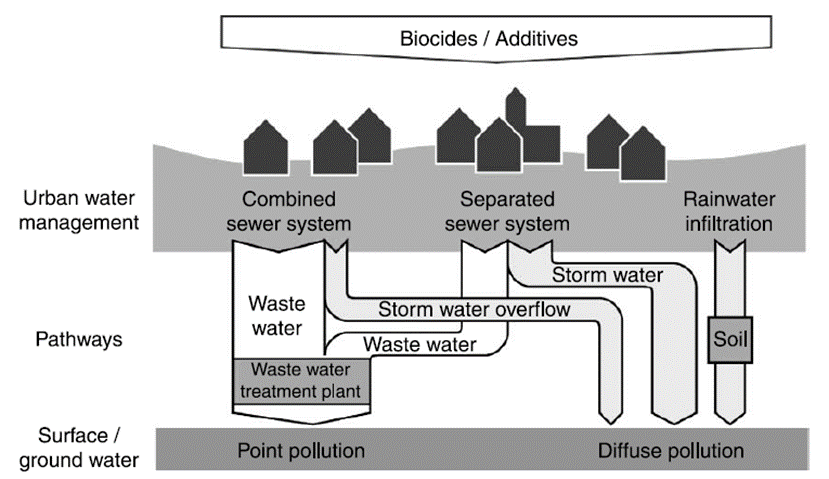 Biocides / Additives
Urban water
management
Combined
sewer system
Separated
sewer system
Rainwater
infiltration
Storm water
Waste
water
Storm water overflow
Pathways
Waste water
Soil
Waste water
treatment plant
Surface /
ground water
Point pollution
Diffuse pollution